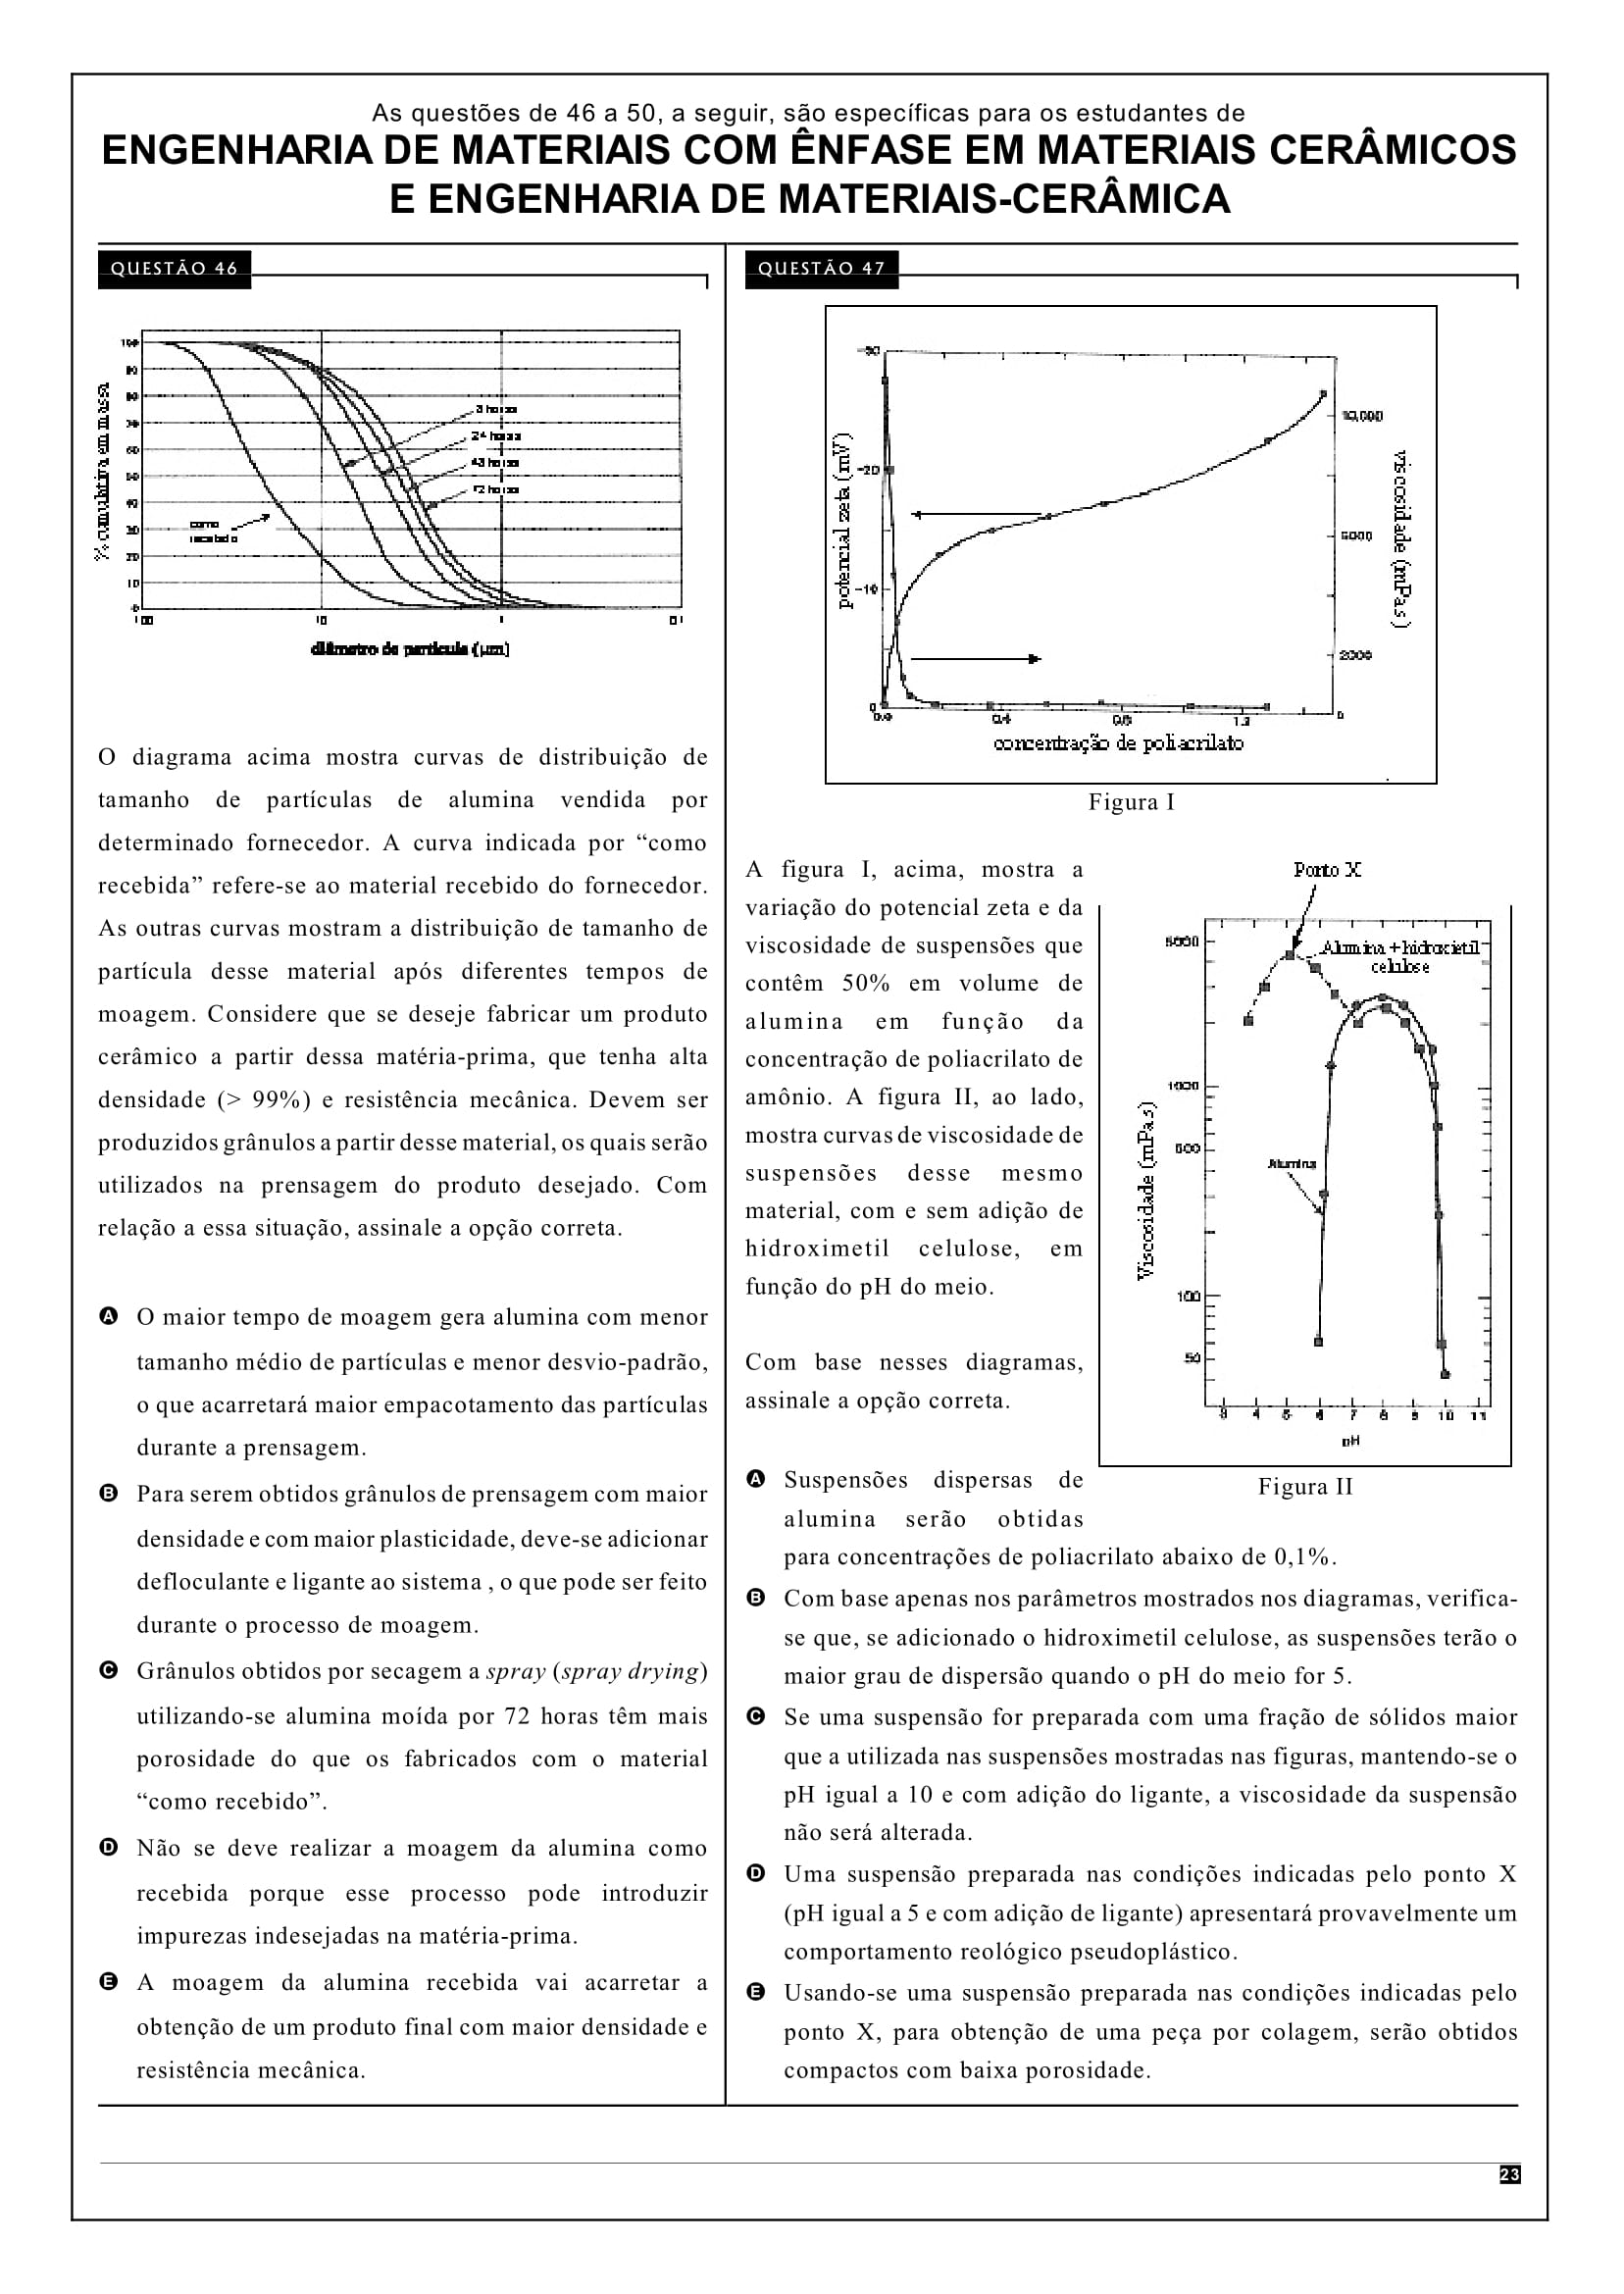 As questões de 46 a 50, a seguir, são específicas para os estudantes de
ENGENHARIA DE MATERIAIS COM ÊNFASE EM MATERIAIS CERÂMICOS
E ENGENHARIA DE MATERIAIS-CERÂMICA
QUESTÃO 46
% cumulativa em massa
100
90
80
70
60
50
40
30
20
10
0
8 horas
24 horas
48 horas
72 horas
como
recebido
100
10
1
0.1
diâmetro de partícula (µm)
O diagrama acima mostra curvas de distribuição de
tamanho de partículas de alumina vendida por
determinado fornecedor. A curva indicada por “como
recebida” refere-se ao material recebido do fornecedor.
As outras curvas mostram a distribuição de tamanho de
partícula desse material após diferentes tempos de
moagem. Considere que se deseje fabricar um produto
cerâmico a partir dessa matéria-prima, que tenha alta
densidade (> 99%) e resistência mecânica. Devem ser
produzidos grânulos a partir desse material, os quais serão
utilizados na prensagem do produto desejado. Com
relação a essa situação, assinale a opção correta.
A O maior tempo de moagem gera alumina com menor
tamanho médio de partículas e menor desvio-padrão,
o que acarretará maior empacotamento das partículas
durante a prensagem.
B Para serem obtidos grânulos de prensagem com maior
densidade e com maior plasticidade, deve-se adicionar
defloculante e ligante ao sistema , o que pode ser feito
durante o processo de moagem.
C Grânulos obtidos por secagem a spray (spray drying)
utilizando-se alumina moída por 72 horas têm mais
porosidade do que os fabricados com o material
“como recebido”.
D Não se deve realizar a moagem da alumina como
recebida porque esse processo pode introduzir
impurezas indesejadas na matéria-prima.
E A moagem da alumina recebida vai acarretar a
obtenção de um produto final com maior densidade e
resistência mecânica.
QUESTÃO 47
potencial zeta (mV)
-20
-10
0
10,000
6000
2000
0
viscosidade (mPas)
0.0
0.4
0.8
1.2
concentração de poliacrilato
Figura I
A figura I, acima, mostra a
variação do potencial zeta e da
viscosidade de suspensões que
contêm 50% em volume de
alumina em função da
concentração de poliacrilato de
amônio. A figura II, ao lado,
mostra curvas de viscosidade de
suspensões desse mesmo
material, com e sem adição de
hidroximetil celulose, em
função do pH do meio.
Com base nesses diagramas,
assinale a opção correta.
Ponto X
Alumina + hidroxietil
celulose
Alumina
Viscosidade (mPas)
5000
1000
500
100
50
3 4 5 6 7 8 9 10 11
pH
Figura II
A Suspensões dispersas de
alumina serão obtidas
para concentrações de poliacrilato abaixo de 0,1%.
B Com base apenas nos parâmetros mostrados nos diagramas, verifica-
se que, se adicionado o hidroximetil celulose, as suspensões terão o
maior grau de dispersão quando o pH do meio for 5.
C Se uma suspensão for preparada com uma fração de sólidos maior
que a utilizada nas suspensões mostradas nas figuras, mantendo-se o
pH igual a 10 e com adição do ligante, a viscosidade da suspensão
não será alterada.
D Uma suspensão preparada nas condições indicadas pelo ponto X
(pH igual a 5 e com adição de ligante) apresentará provavelmente um
comportamento reológico pseudoplástico.
E Usando-se uma suspensão preparada nas condições indicadas pelo
ponto X, para obtenção de uma peça por colagem, serão obtidos
compactos com baixa porosidade.
23